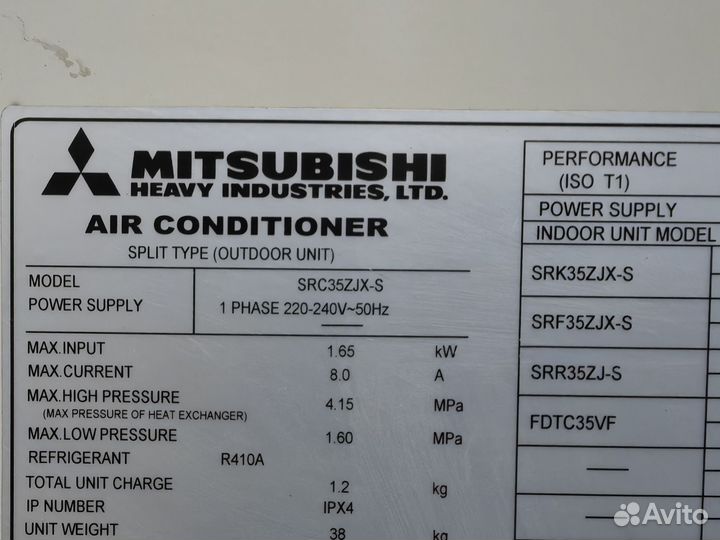 MITSUBISHI
HEAVY INDUSTRIES, LTD.
AIR CONDITIONER
SPLIT TYPE (OUTDOOR UNIT)
MODEL SRC35ZJX-S
POWER SUPPLY 1 PHASE 220-240V~50Hz
MAX.INPUT 1.65 kW
MAX.CURRENT 8.0 A
MAX.HIGH PRESSURE 4.15 MPa
(MAX PRESSURE OF HEAT EXCHANGER)
MAX.LOW PRESSURE 1.60 MPa
REFRIGERANT R410A
TOTAL UNIT CHARGE 1.2 kg
IP NUMBER IPX4
UNIT WEIGHT 38 kg
PERFORMANCE
(ISO T1)
POWER SUPPLY
INDOOR UNIT MODEL
SRK35ZJX-S
SRF35ZJX-S
SRR35ZJ-S
FDTC35VF
Avito